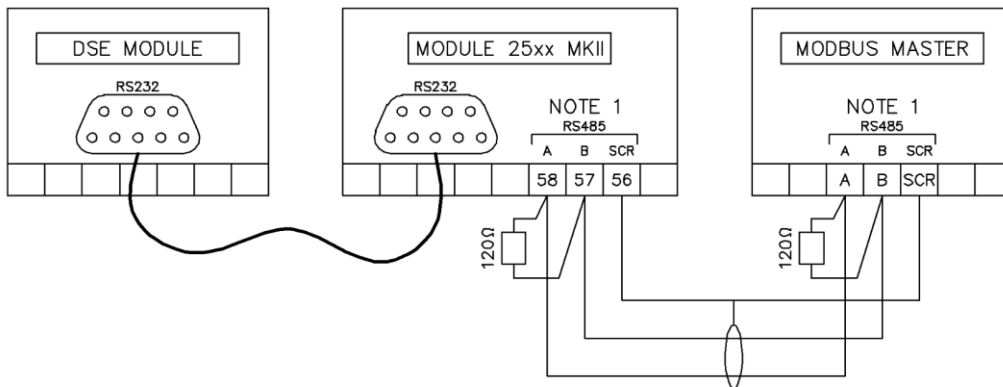 DSE MODULE
RS232
MODULE 25xx MKII
RS232
NOTE 1
RS485
A B SCR
58 57 56
120Ω
MODBUS MASTER
NOTE 1
RS485
A B SCR
A B SCR
120Ω